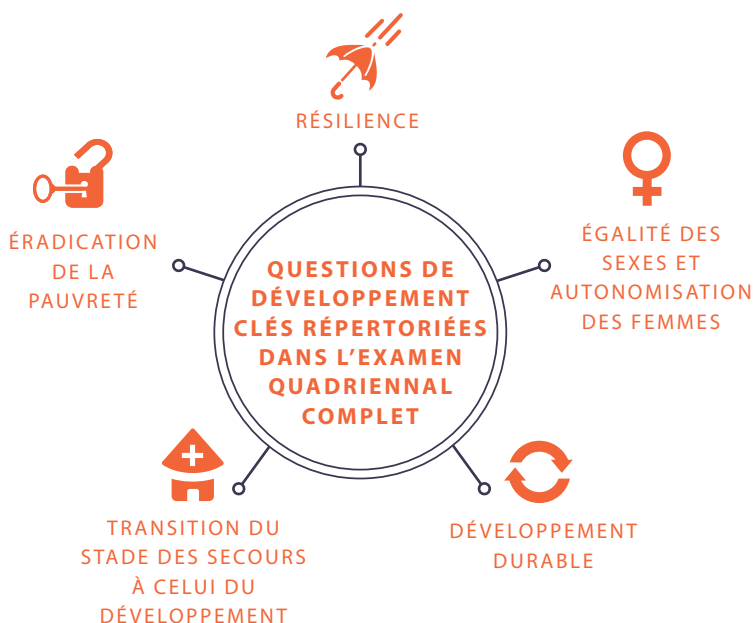 RÉSILIENCE
ÉRADICATION
DE LA
PAUVRETÉ
ÉGALITÉ DES
SEXES ET
AUTONOMISATION
DES FEMMES
QUESTIONS DE
DÉVELOPPEMENT
CLÉS RÉPERTORIÉES
DANS L’EXAMEN
QUADRIENNAL
COMPLET
TRANSITION DU
STADE DES SECOURS
À CELUI DU
DÉVELOPPEMENT
DÉVELOPPEMENT
DURABLE